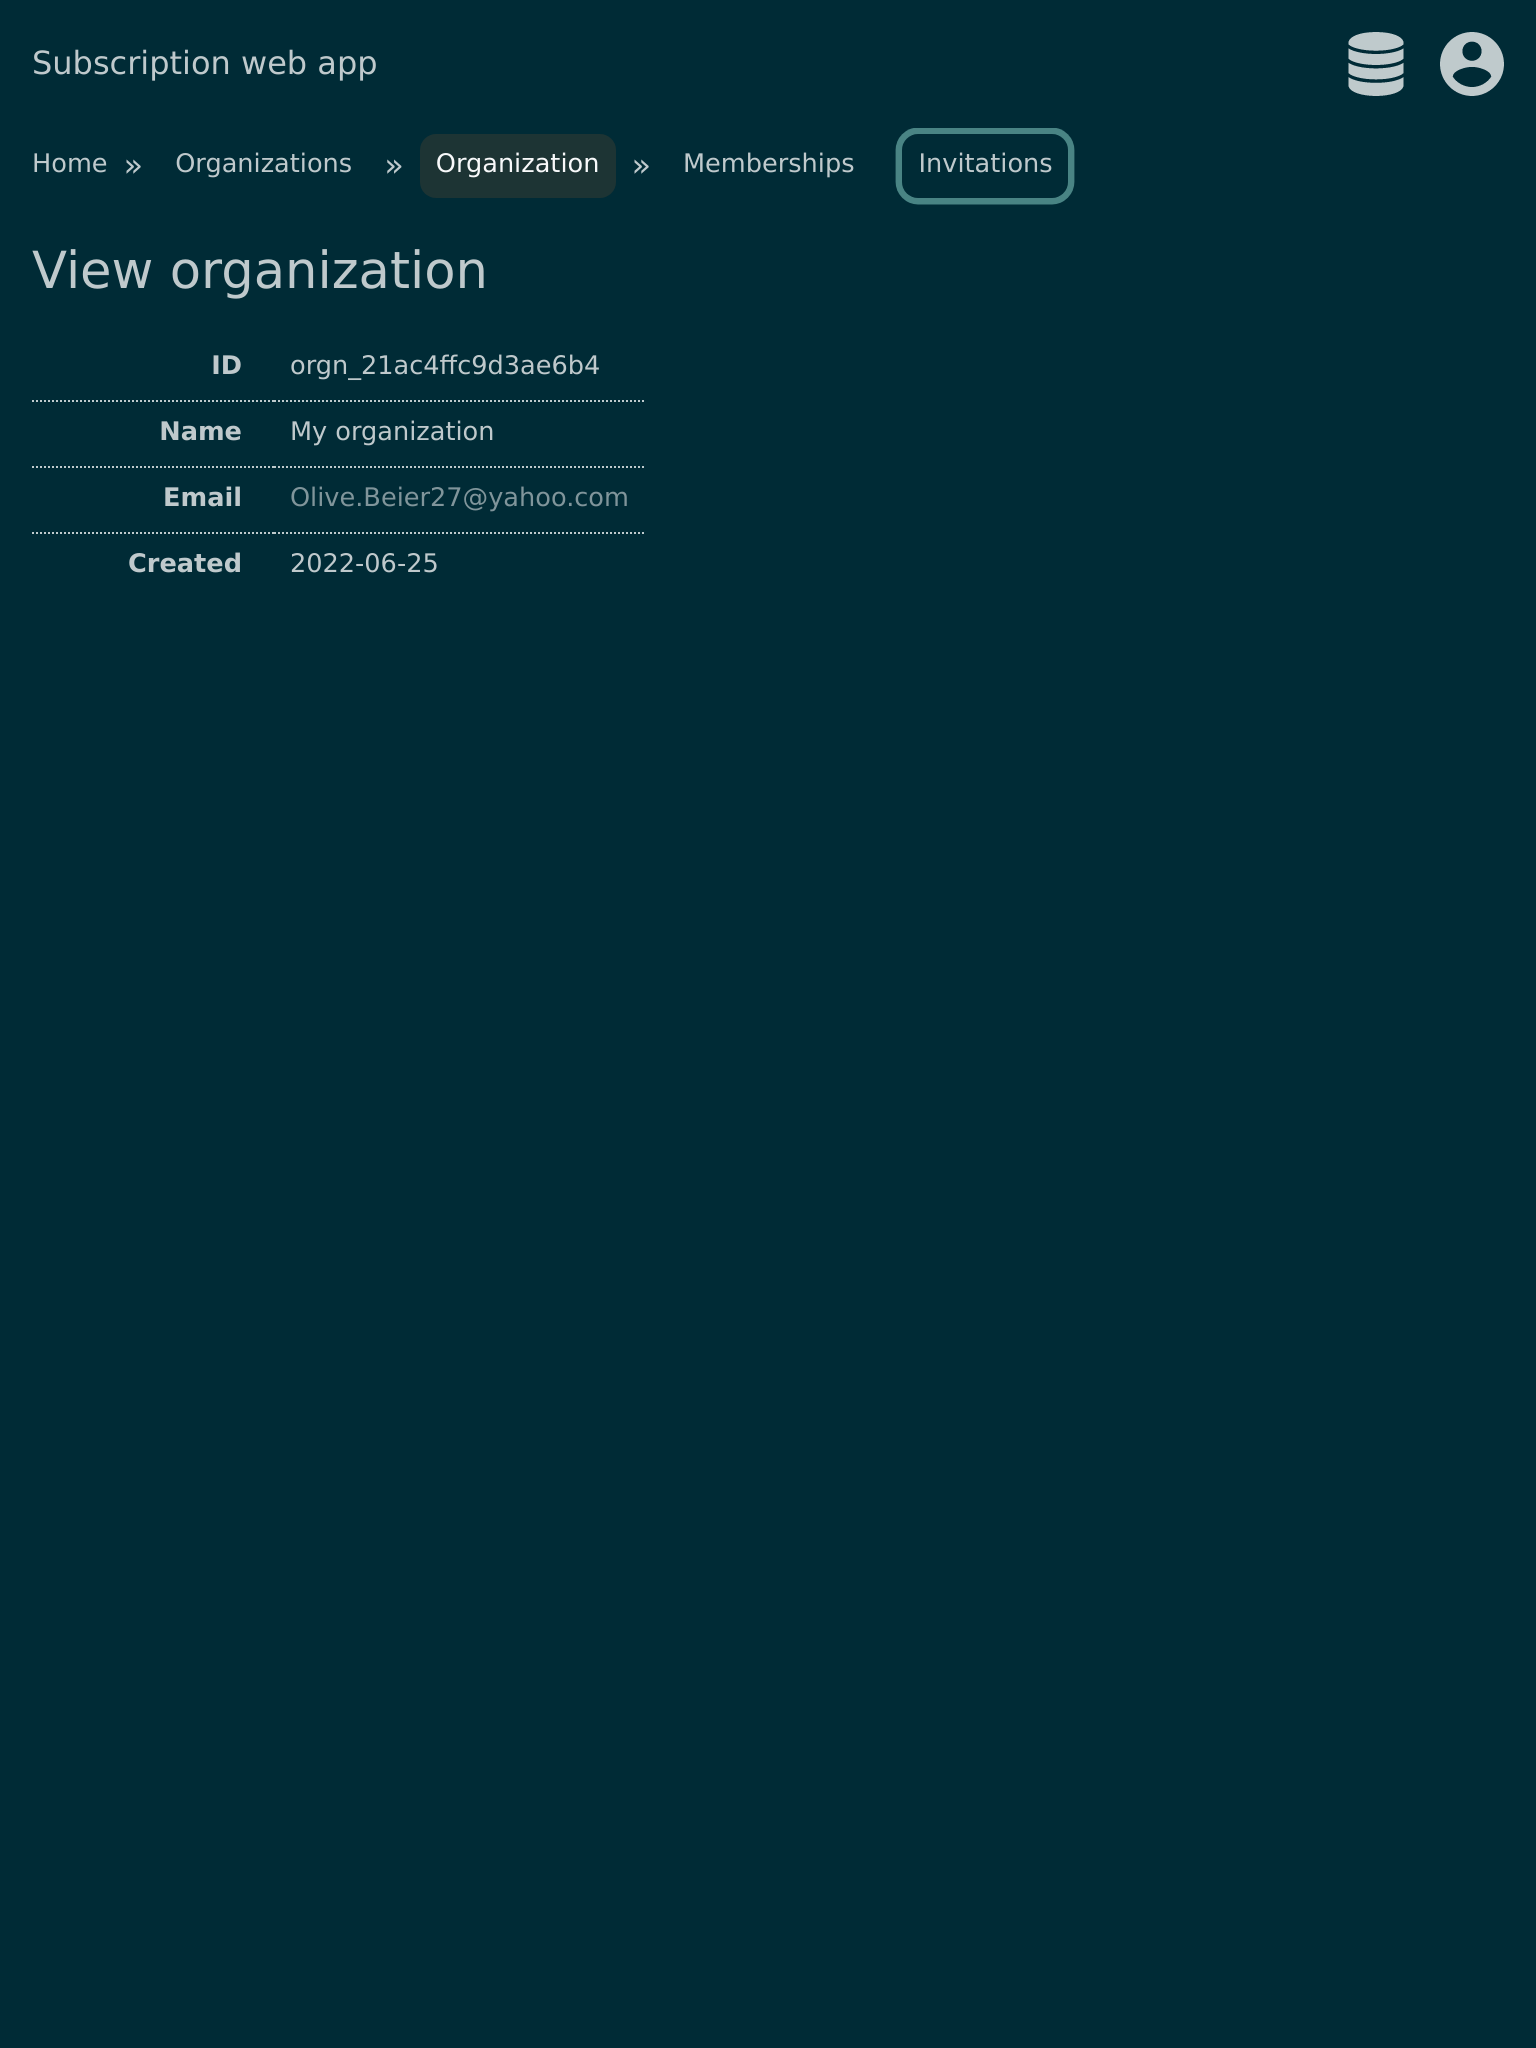 Subscription web app
Home » Organizations » Organization » Memberships Invitations
View organization
ID orgn_21ac4ffc9d3ae6b4
Name My organization
Email Olive.Beier27@yahoo.com
Created 2022-06-25